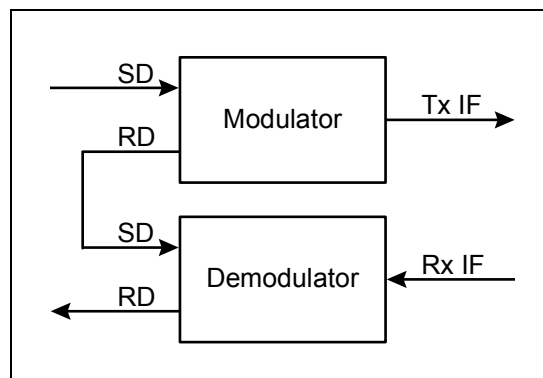 SD
Modulator
Tx IF
RD
SD
Demodulator
Rx IF
RD